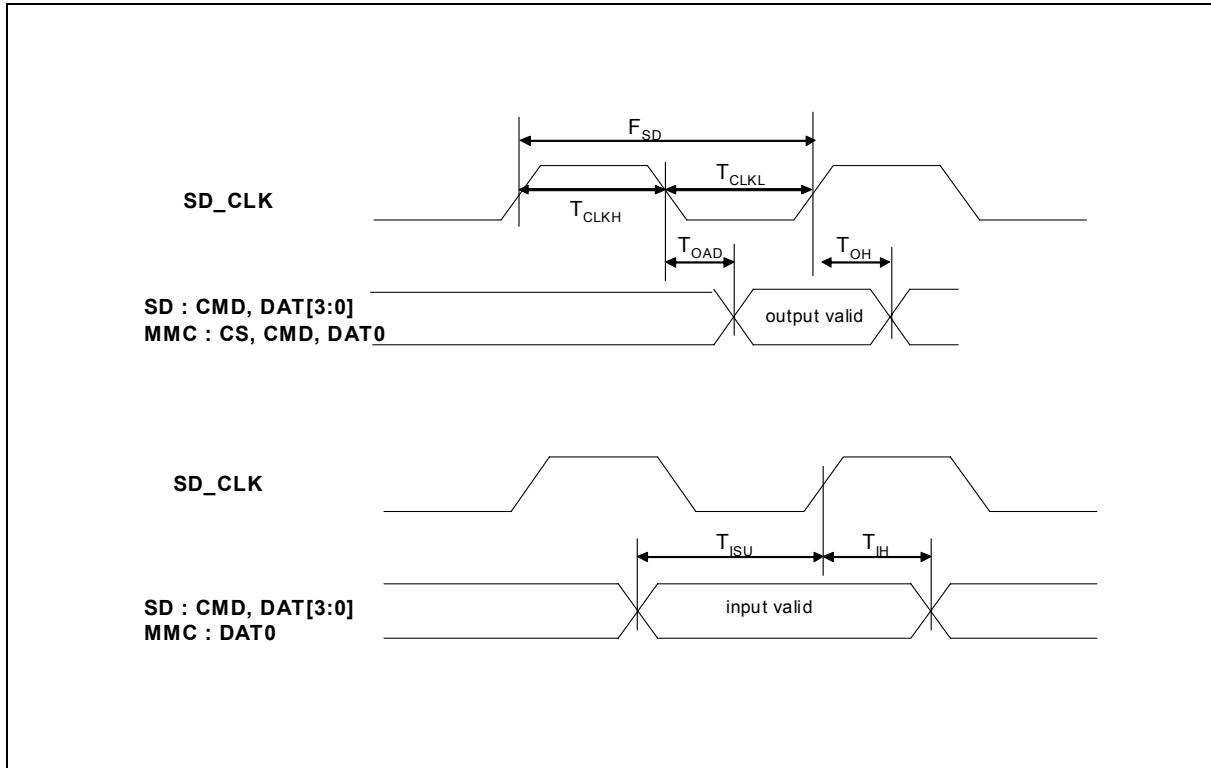 F_SD
SD_CLK
T_CLKL
T_CLKH
T_OAD
T_OH
SD : CMD, DAT[3:0]
MMC : CS, CMD, DAT0
output valid
SD_CLK
T_ISU
T_IH
SD : CMD, DAT[3:0]
MMC : DAT0
input valid